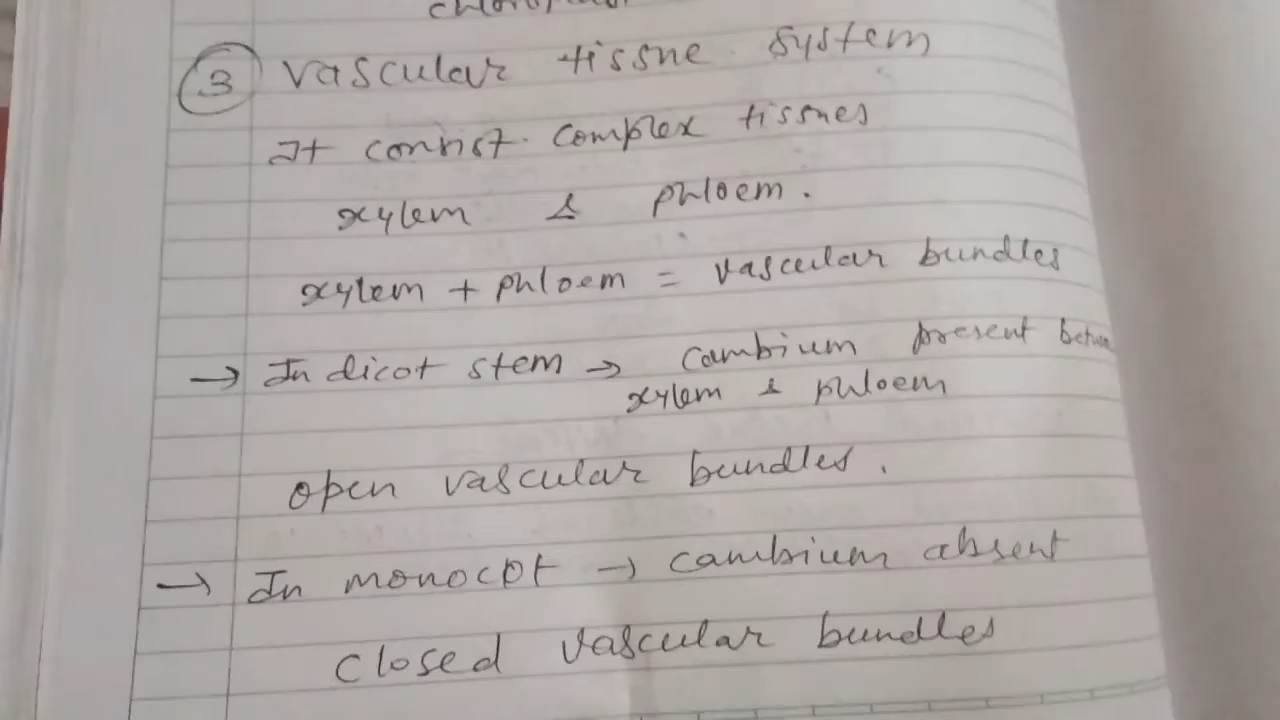 ③ Vascular tissue system
It consist. complex tissues
xylem & phloem.
xylem + phloem = vascular bundles
→ In dicot stem → cambium present
xylem & phloem
open vascular bundles.
→ In monocot → cambium absent
closed vascular bundles